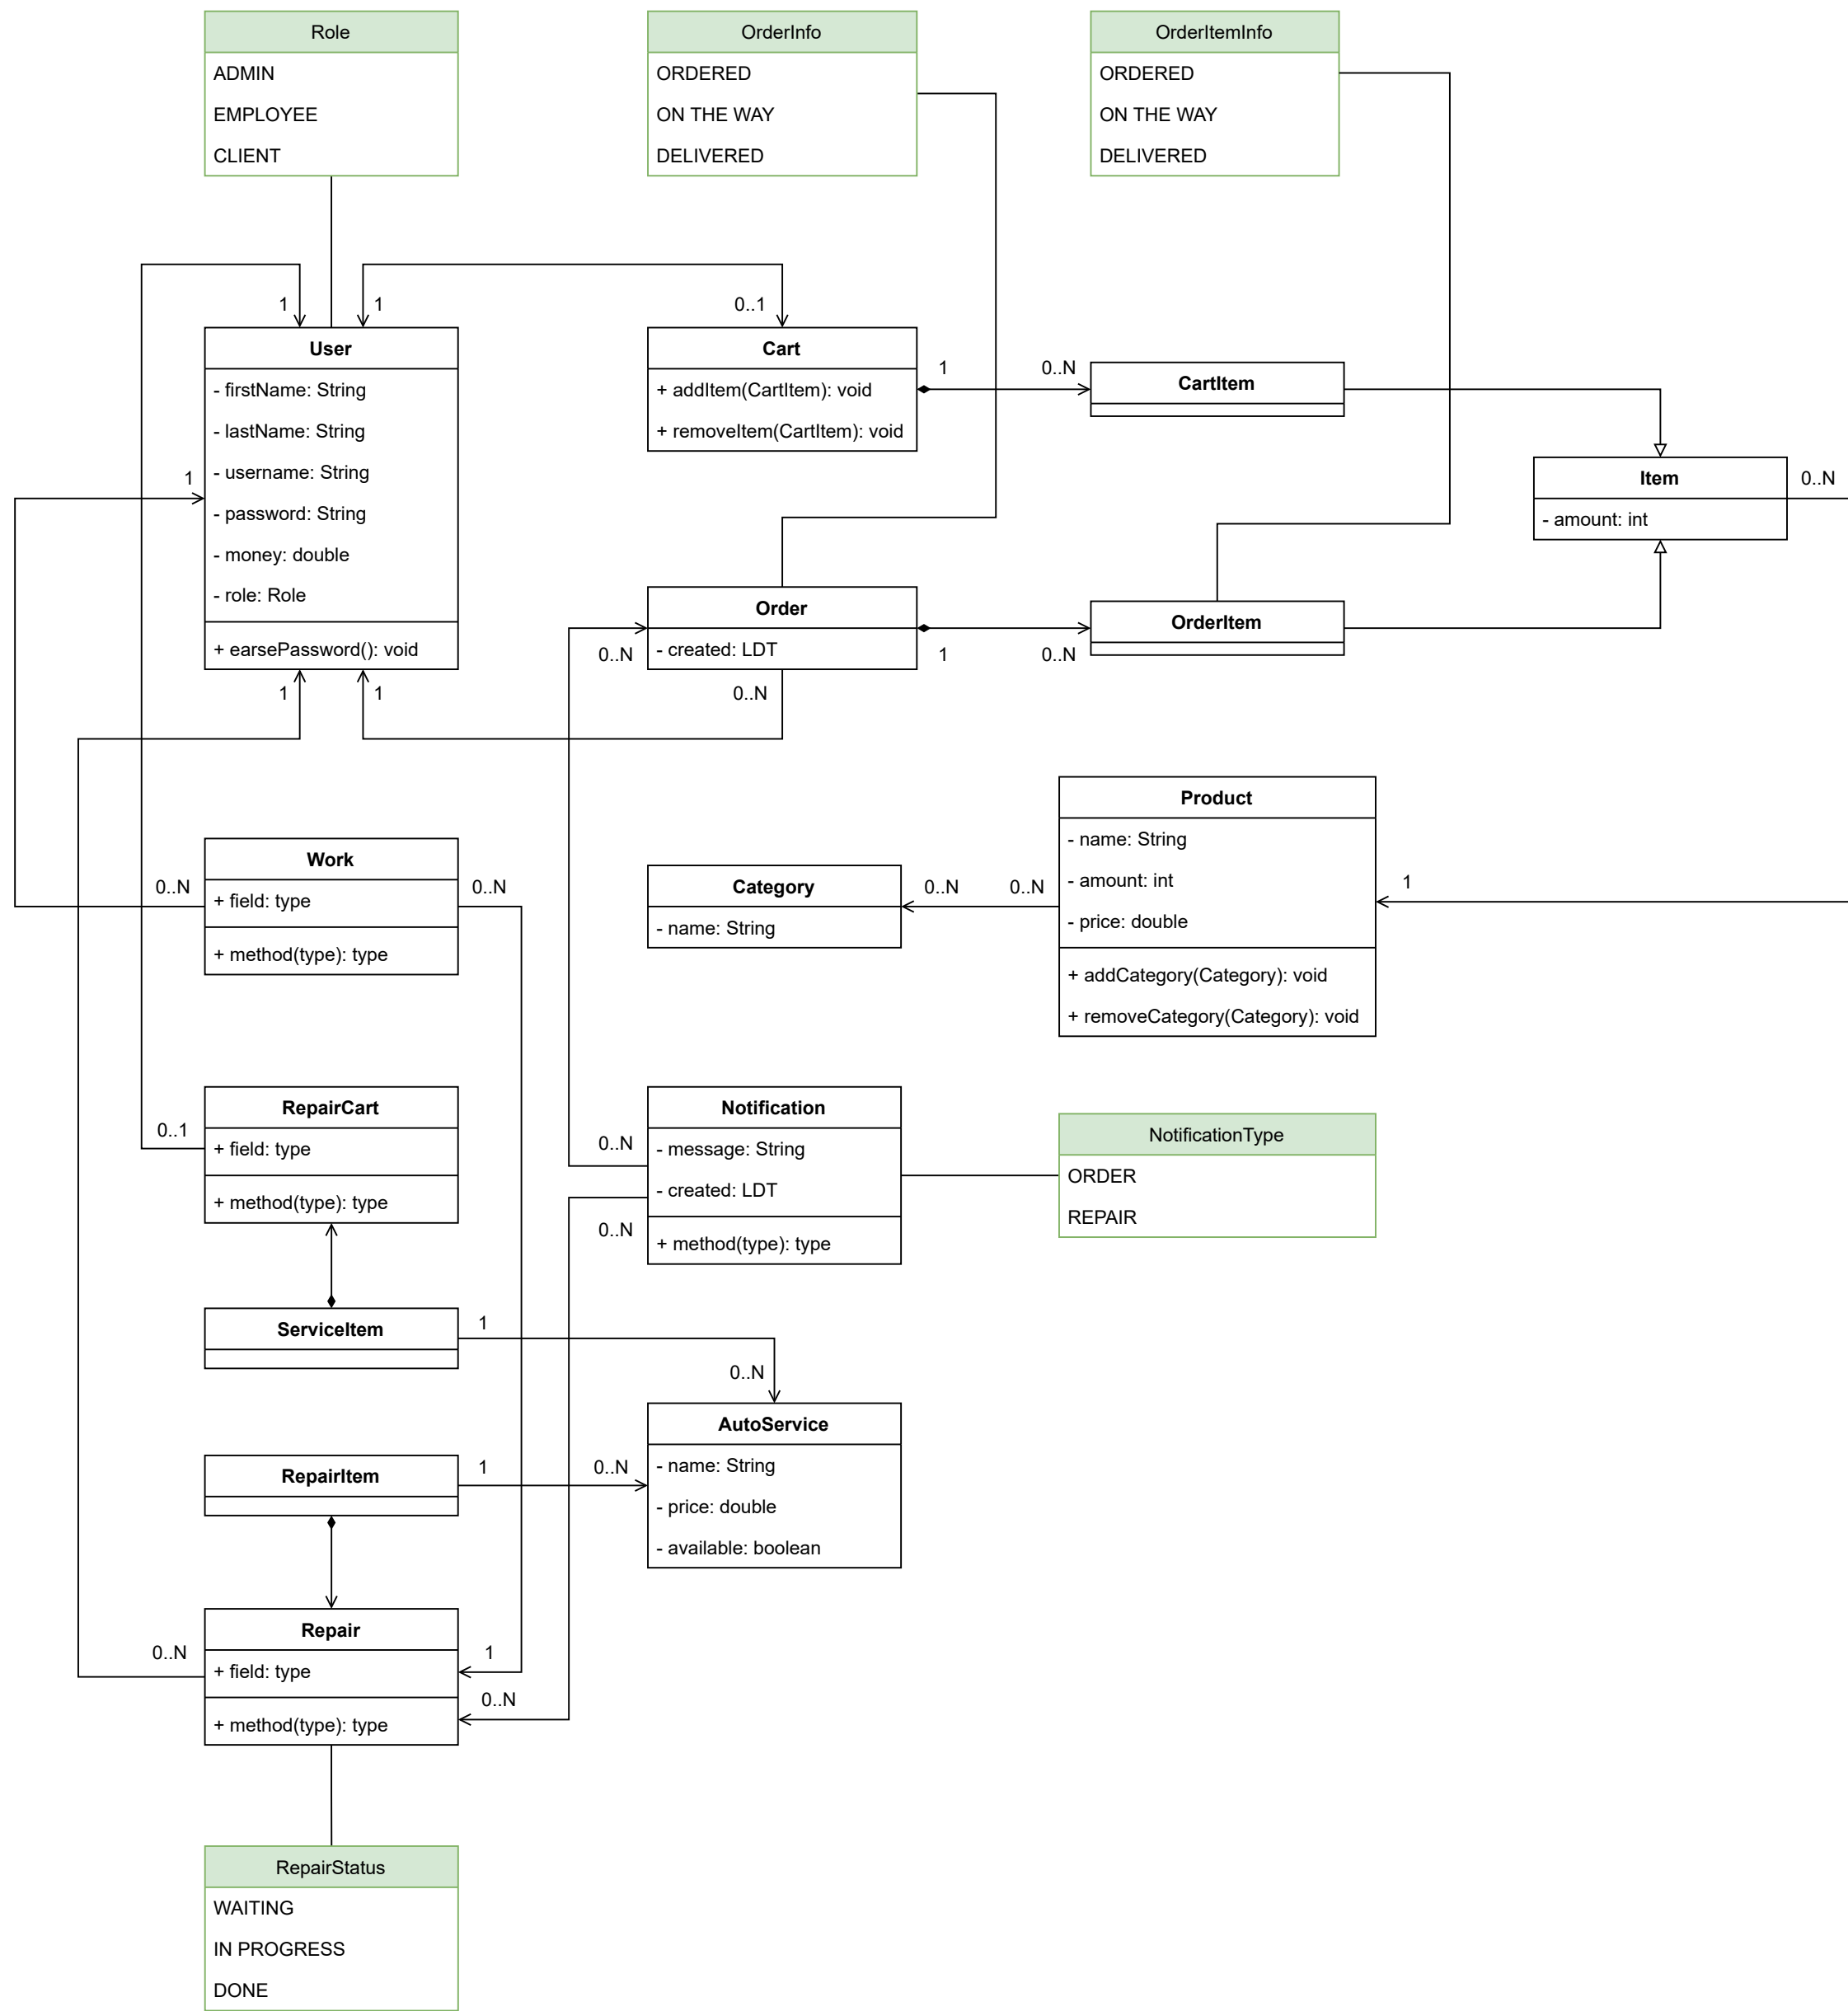 Role
ADMIN
EMPLOYEE
CLIENT
OrderInfo
ORDERED
ON THE WAY
DELIVERED
OrderItemInfo
ORDERED
ON THE WAY
DELIVERED
1
1
0..1
User
- firstName: String
- lastName: String
- username: String
- password: String
- money: double
- role: Role
+ earsePassword(): void
1
1
1
Cart
+ addItem(CartItem): void
+ removeItem(CartItem): void
1
0..N
CartItem
Item
- amount: int
0..N
Order
- created: LDT
0..N
0..N
1
0..N
OrderItem
Product
- name: String
- amount: int
- price: double
+ addCategory(Category): void
+ removeCategory(Category): void
1
Category
- name: String
0..N
0..N
Work
+ field: type
+ method(type): type
0..N
0..N
RepairCart
+ field: type
+ method(type): type
0..1
Notification
- message: String
- created: LDT
+ method(type): type
0..N
0..N
NotificationType
ORDER
REPAIR
ServiceItem
1
0..N
AutoService
- name: String
- price: double
- available: boolean
RepairItem
1
0..N
Repair
+ field: type
+ method(type): type
0..N
1
0..N
RepairStatus
WAITING
IN PROGRESS
DONE